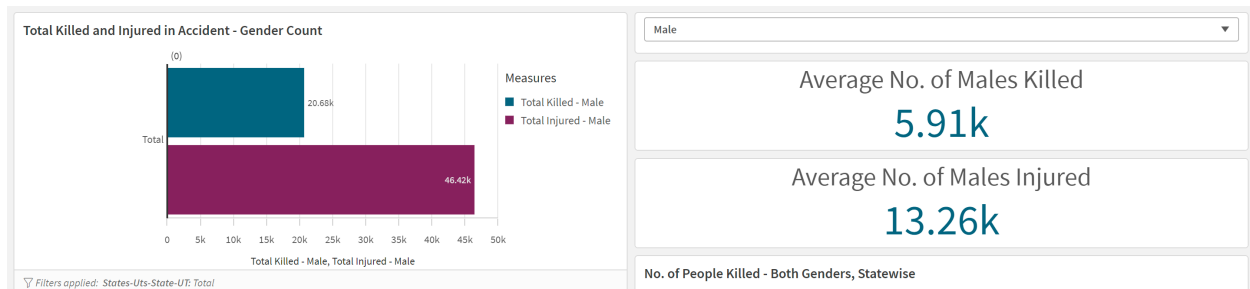 Total Killed and Injured in Accident - Gender Count
(0)
20.68k
Total
46.42k
0 5k 10k 15k 20k 25k 30k 35k 40k 45k 50k
Total Killed - Male, Total Injured - Male
Measures
Total Killed - Male
Total Injured - Male
Filters applied: States-Uts-State-UT: Total
Male
Average No. of Males Killed
5.91k
Average No. of Males Injured
13.26k
No. of People Killed - Both Genders, Statewise